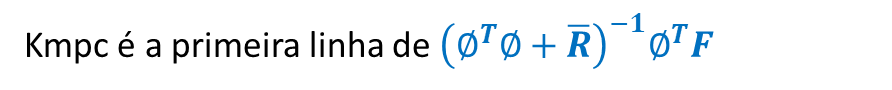 Kmpc é a primeira linha de (∅ᵀ∅ + R̅)⁻¹∅ᵀF